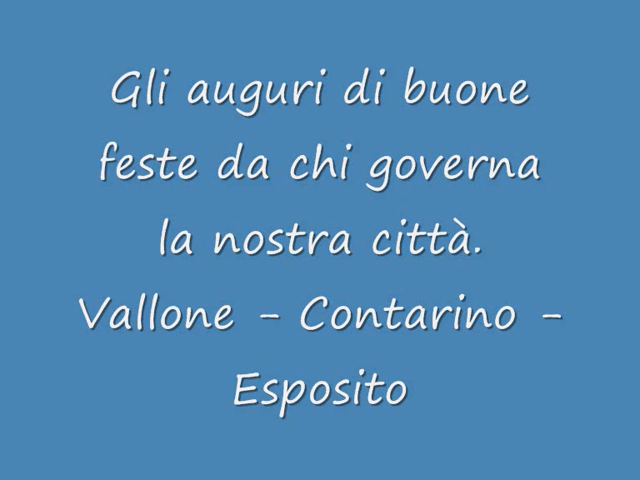 Gli auguri di buone
feste da chi governa
la nostra città.
Vallone - Contarino -
Esposito